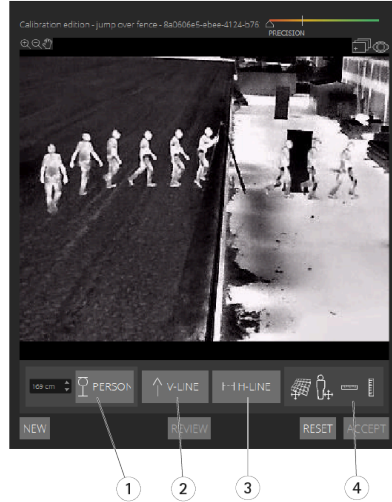 Calibration edition - jump over fence - 8a0606e5-ebee-4124-b76
PRECISION
169 cm PERSON V-LINE H-LINE
NEW REVIEW RESET ACCEPT
1 2 3 4